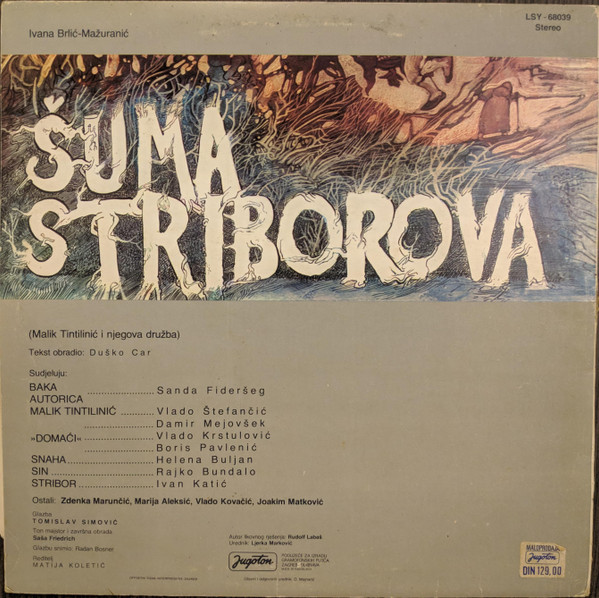 Ivana Brlić-Mažuranić
LSY - 68039
Stereo
ŠUMA
STRIBOROVA
(Malik Tintilinić i njegova družba)
Tekst obradio: Duško Car
Sudjeluju:
BAKA
AUTORICA ........................ Sanda Fideršeg
MALIK TINTILINIĆ ............ Vlado Štefančić
........................ Damir Mejovšek
»DOMAĆI« ........................ Vlado Krstulović
........................ Boris Pavlenić
SNAHA .............................. Helena Buljan
SIN .................................. Rajko Bundalo
STRIBOR ............................ Ivan Katić
Ostali: Zdenka Marunčić, Marija Aleksić, Vlado Kovačić, Joakim Matković
Glazba
TOMISLAV SIMOVIĆ
Ton majstor i završna obrada
Saša Friedrich
Glazbu snimio: Radan Bosner
Reditelj
MATIJA KOLETIĆ
Autor likovnog rješenja: Rudolf Labaš
Urednik: Ljerka Marković
Jugoton
MALOPRODAJA
Jugoton
DIN 129,00